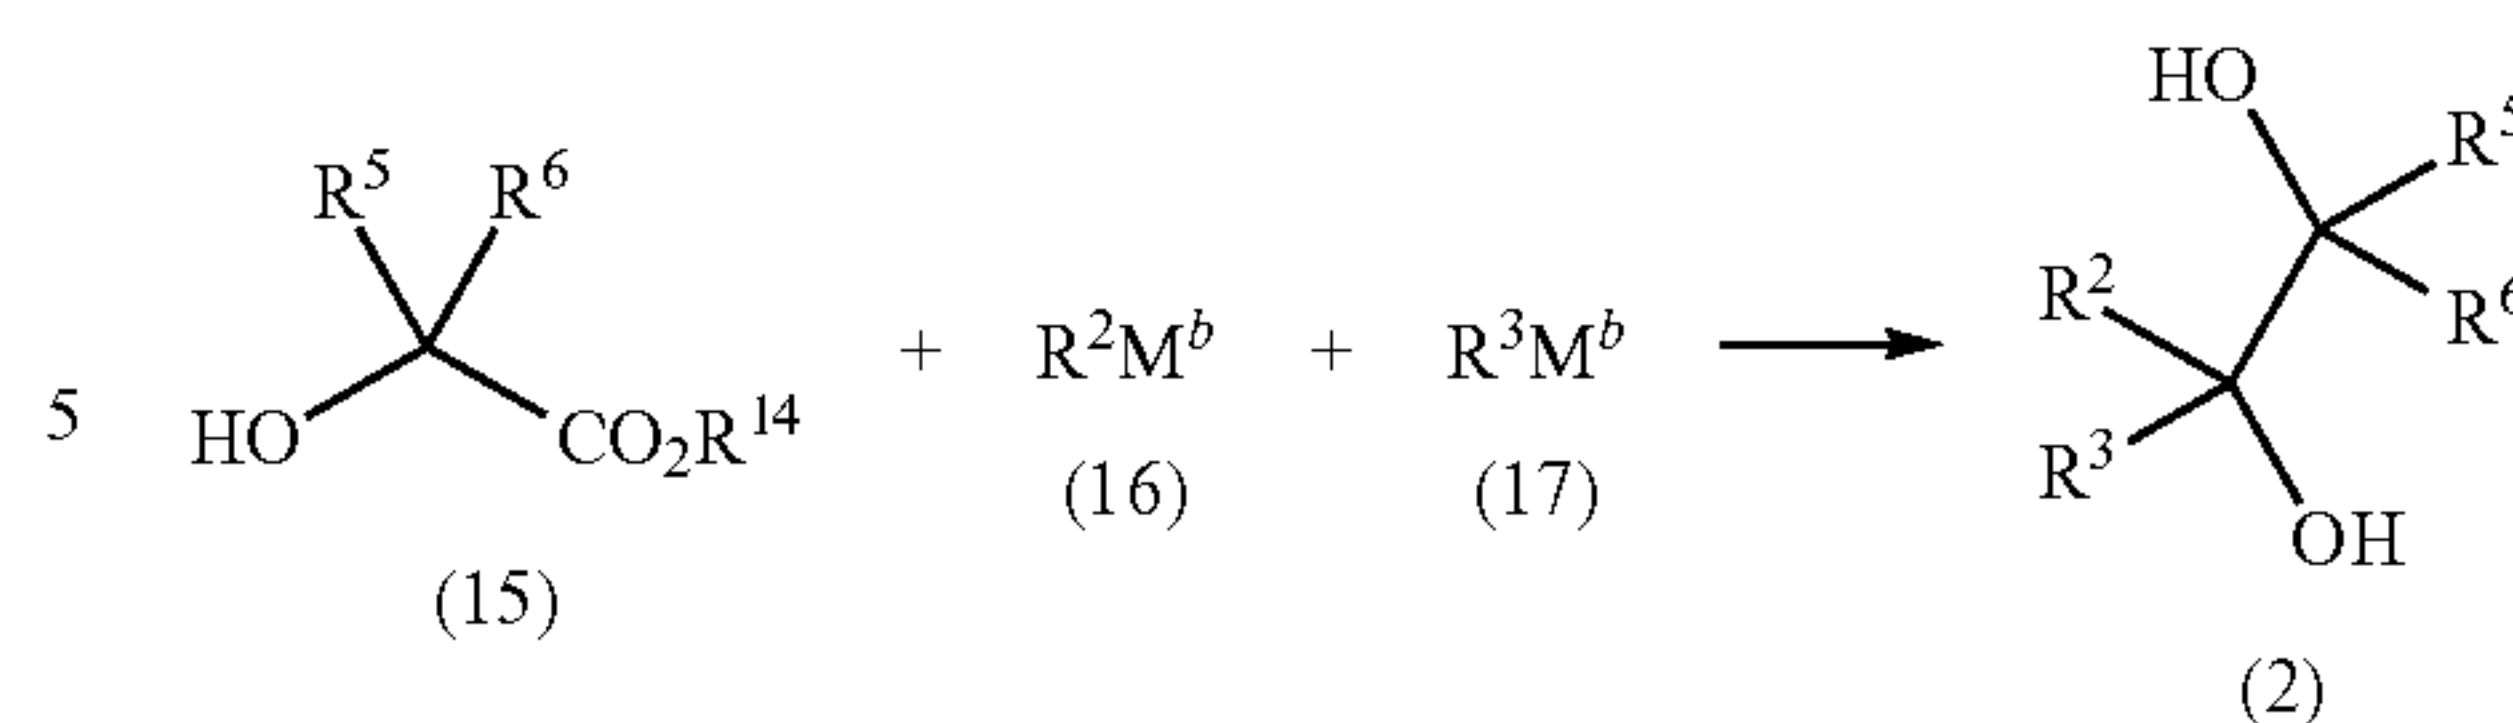 HO
R⁵ R⁶ R⁵
R² R⁶
+ R²Mᵇ + R³Mᵇ
5 HO CO₂R¹⁴ R³
(16) (17) OH
(15)
(2)